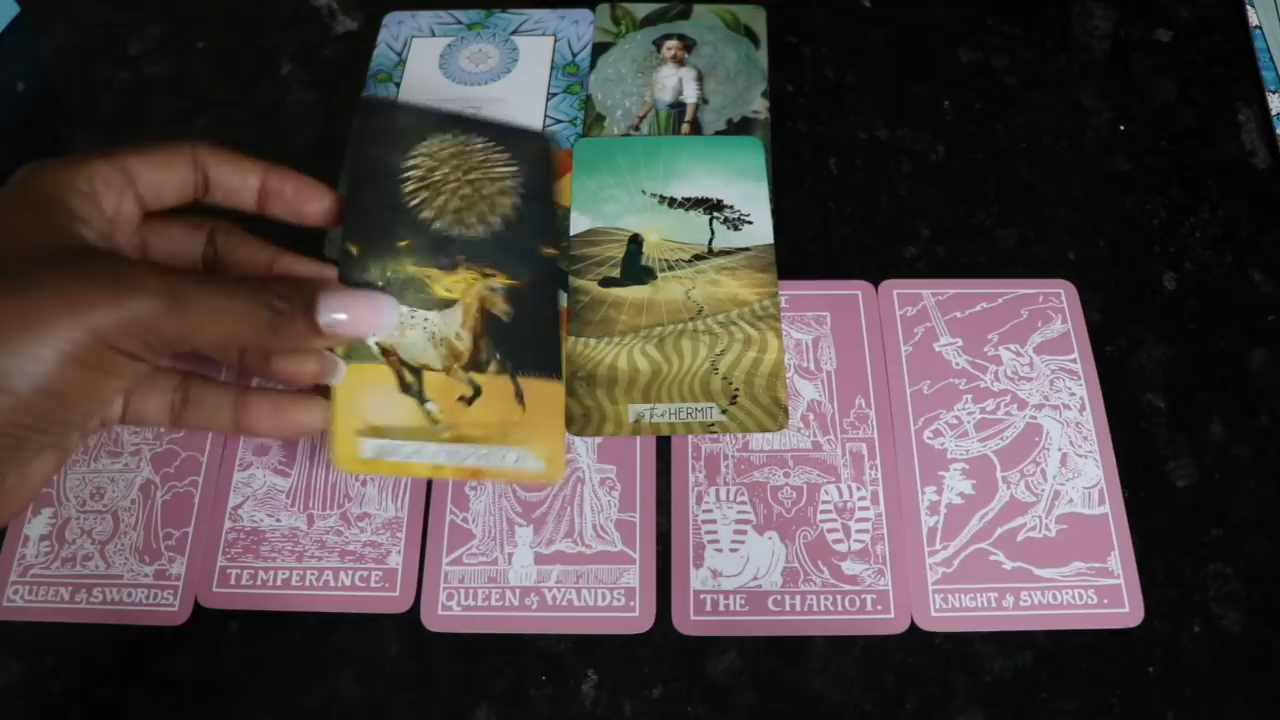 the HERMIT
I
QUEEN of SWORDS.
TEMPERANCE.
QUEEN of WANDS.
THE CHARIOT.
KNIGHT of SWORDS.